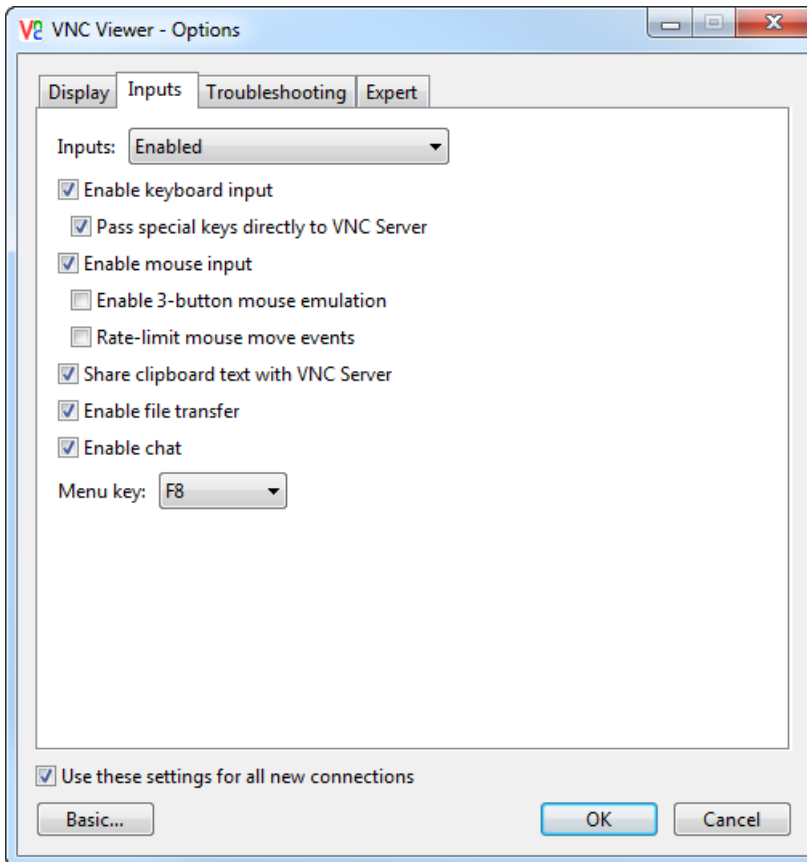 VNC Viewer - Options
Display Inputs Troubleshooting Expert
Inputs: Enabled
Enable keyboard input
Pass special keys directly to VNC Server
Enable mouse input
Enable 3-button mouse emulation
Rate-limit mouse move events
Share clipboard text with VNC Server
Enable file transfer
Enable chat
Menu key: F8
Use these settings for all new connections
Basic... OK Cancel